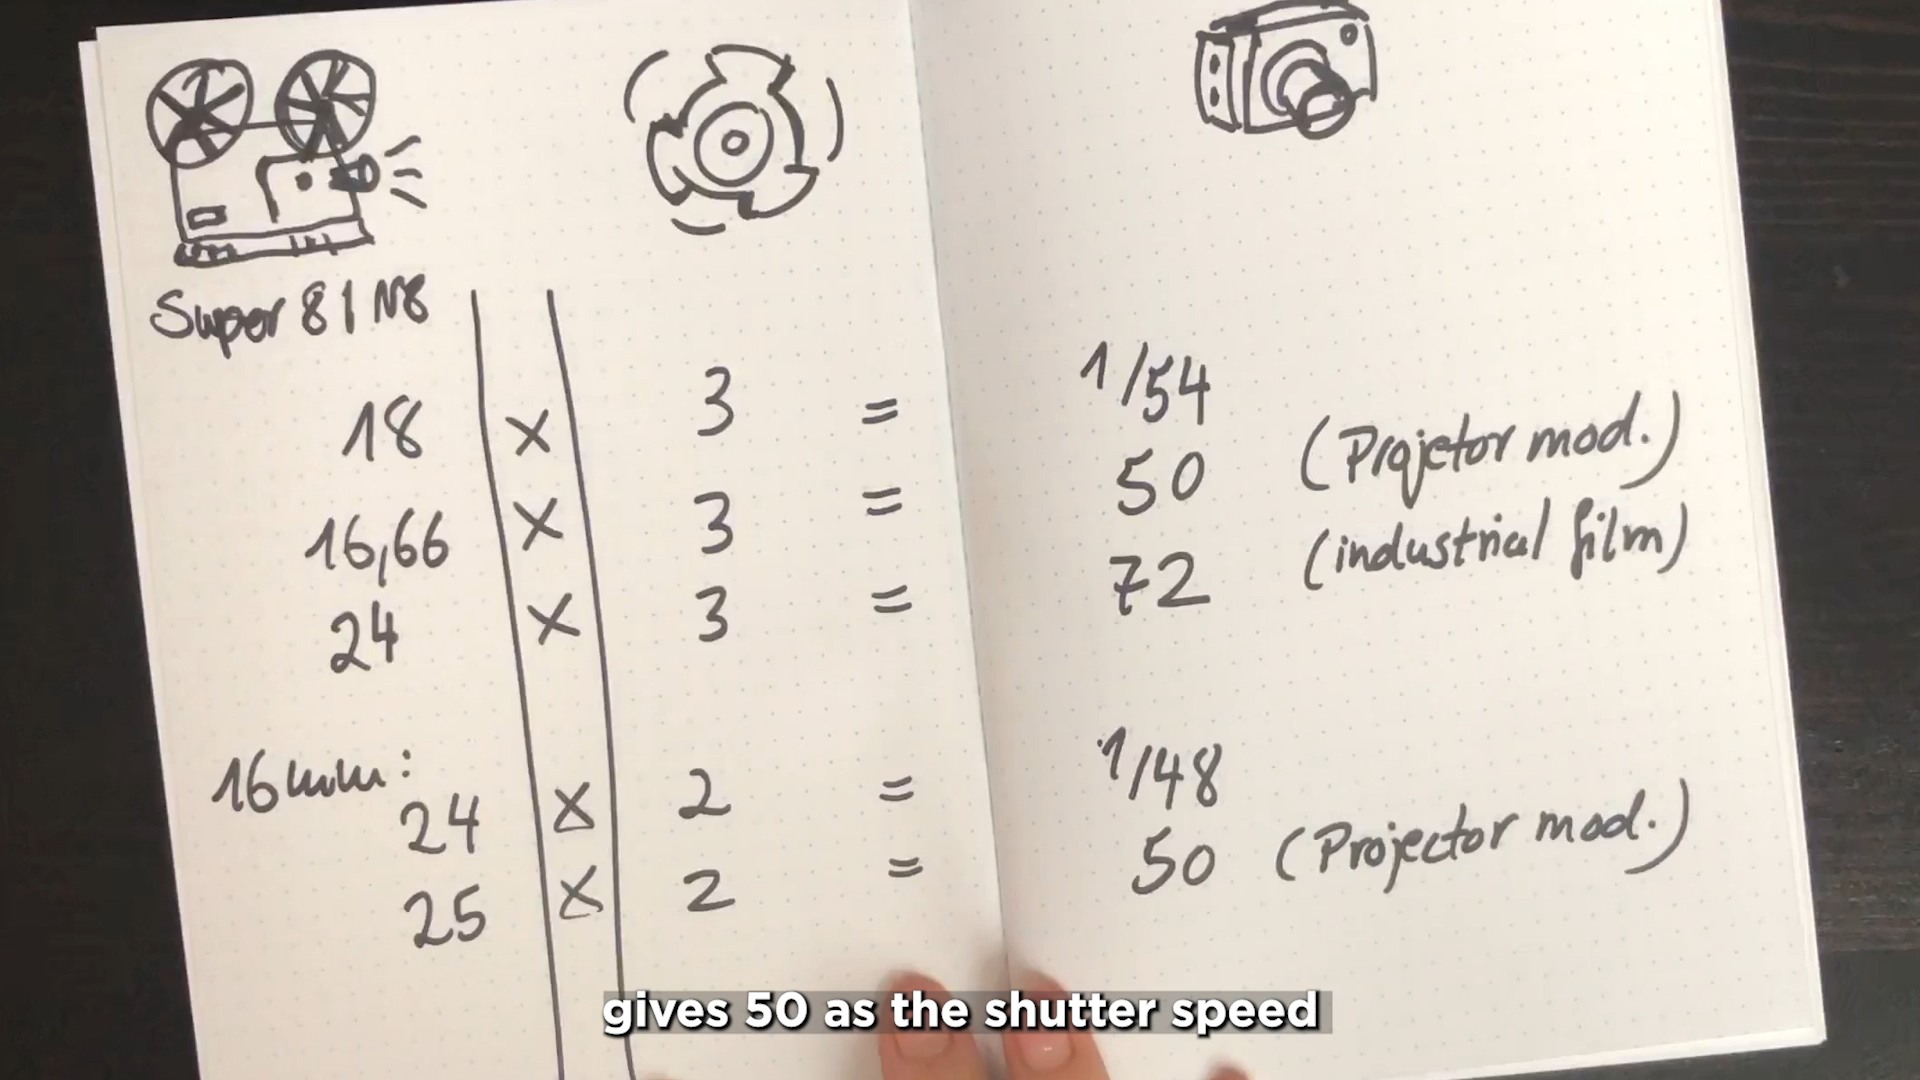 Super 8 | N8
18 x 3 = 1/54
16,66 x 3 = 50 (Projetor mod.)
24 x 3 = 72 (industrial film)
16mm:
24 x 2 = 1/48
25 x 2 = 50 (Projector mod.)
gives 50 as the shutter speed